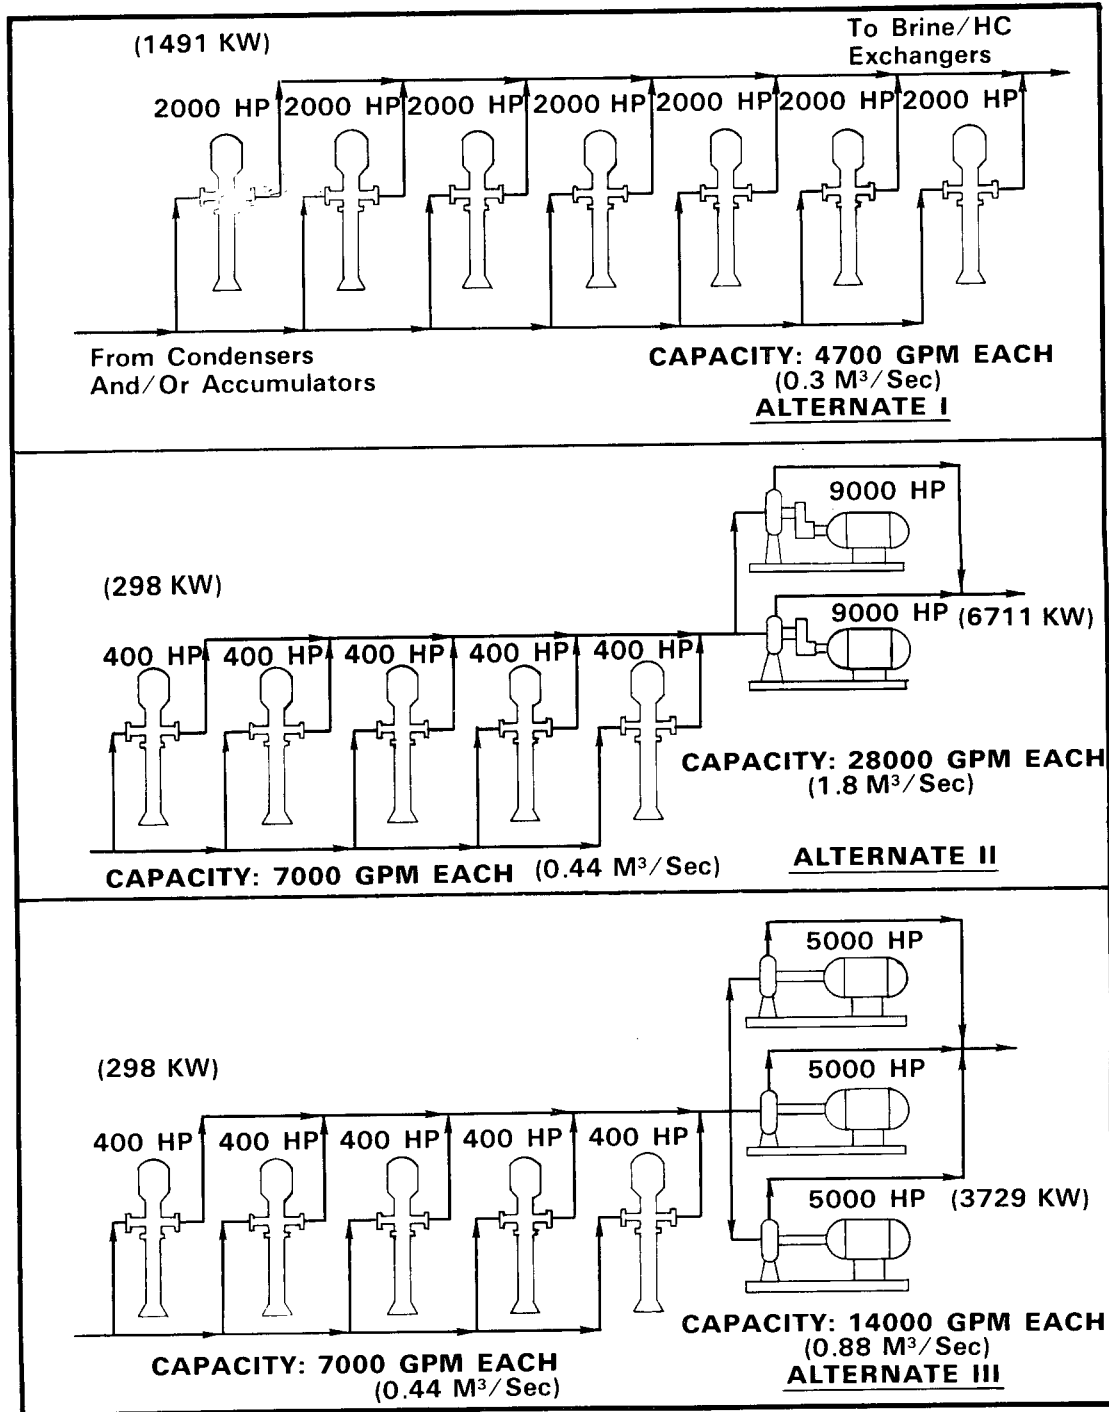 (1491 KW)
To Brine/HC
Exchangers
2000 HP 2000 HP 2000 HP 2000 HP 2000 HP 2000 HP 2000 HP
From Condensers
And/Or Accumulators
CAPACITY: 4700 GPM EACH
(0.3 M³/Sec)
ALTERNATE I
9000 HP
(298 KW)
9000 HP (6711 KW)
400 HP 400 HP 400 HP 400 HP 400 HP
CAPACITY: 28000 GPM EACH
(1.8 M³/Sec)
CAPACITY: 7000 GPM EACH (0.44 M³/Sec)
ALTERNATE II
5000 HP
(298 KW)
5000 HP
400 HP 400 HP 400 HP 400 HP 400 HP
5000 HP (3729 KW)
CAPACITY: 14000 GPM EACH
(0.88 M³/Sec)
CAPACITY: 7000 GPM EACH
(0.44 M³/Sec)
ALTERNATE III